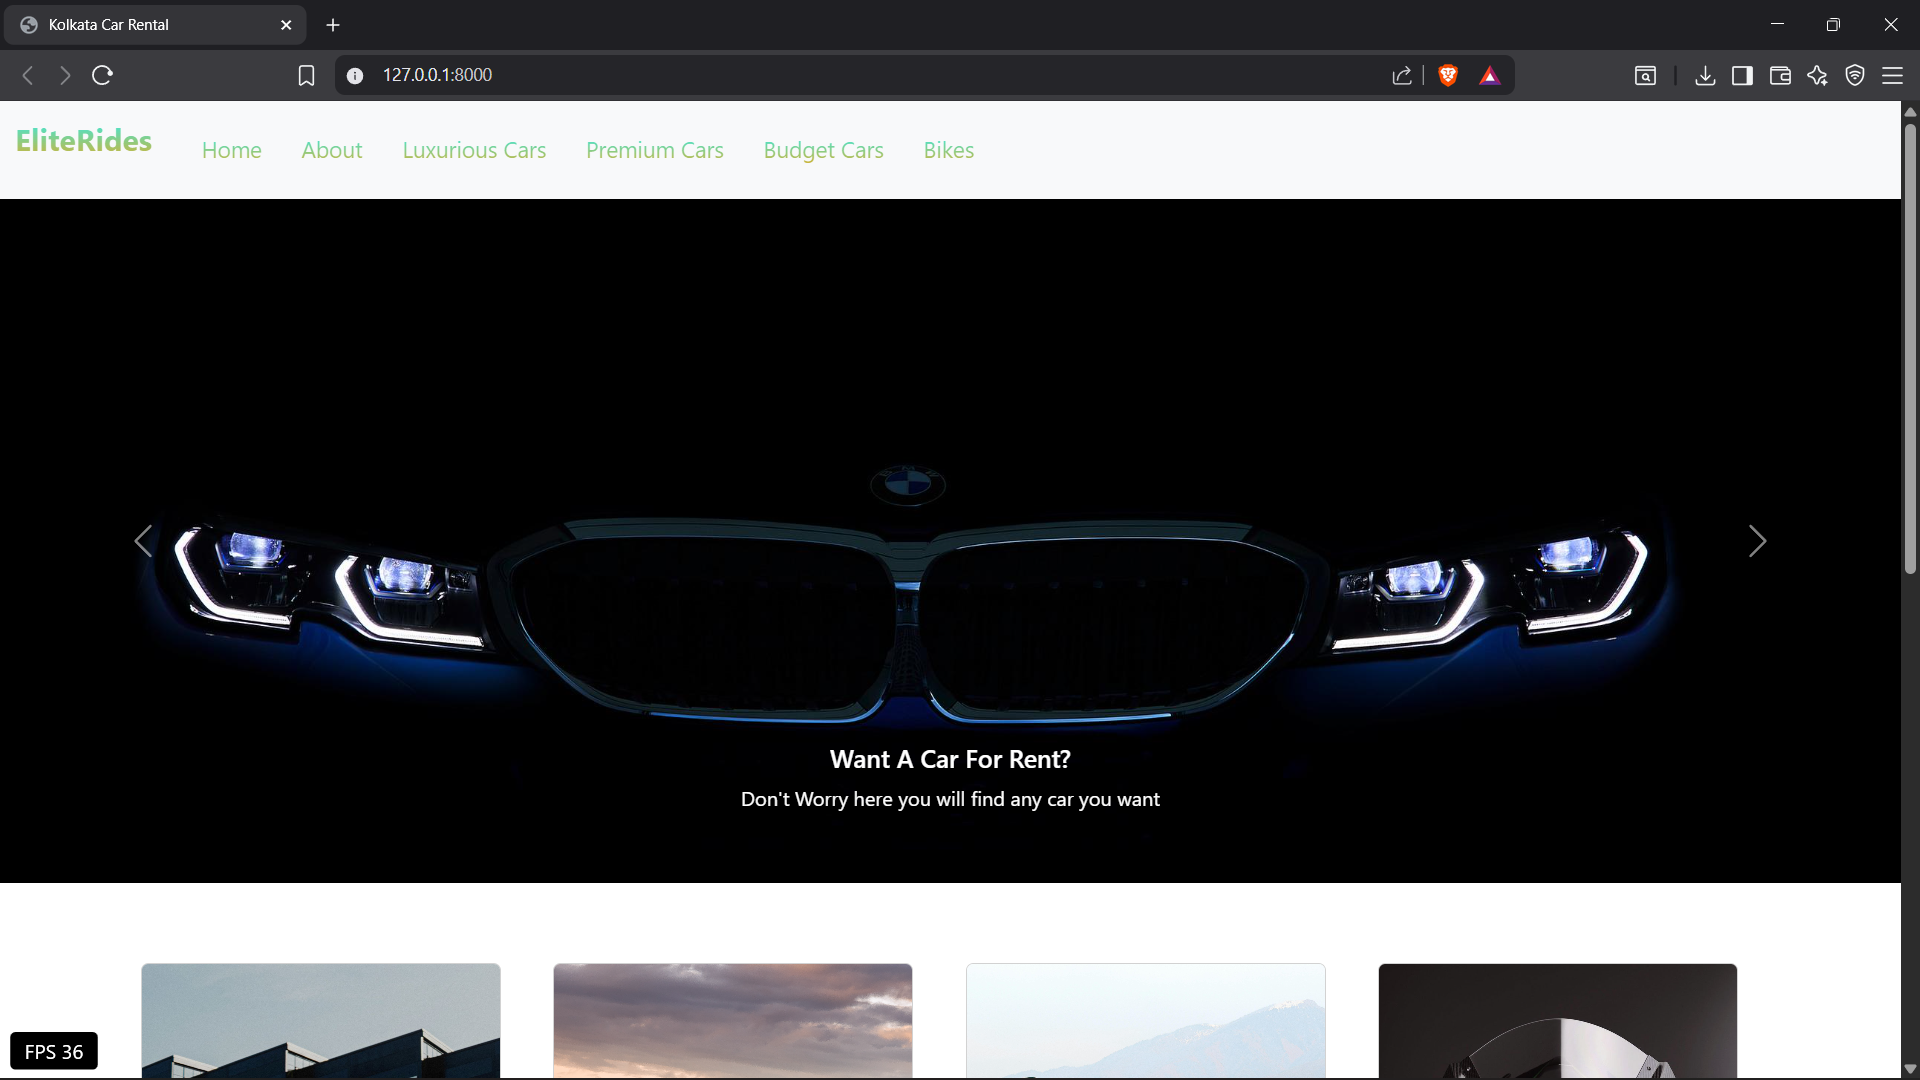 Kolkata Car Rental
127.0.0.1:8000
EliteRides
Home About Luxurious Cars Premium Cars Budget Cars Bikes
Want A Car For Rent?
Don't Worry here you will find any car you want
FPS 36